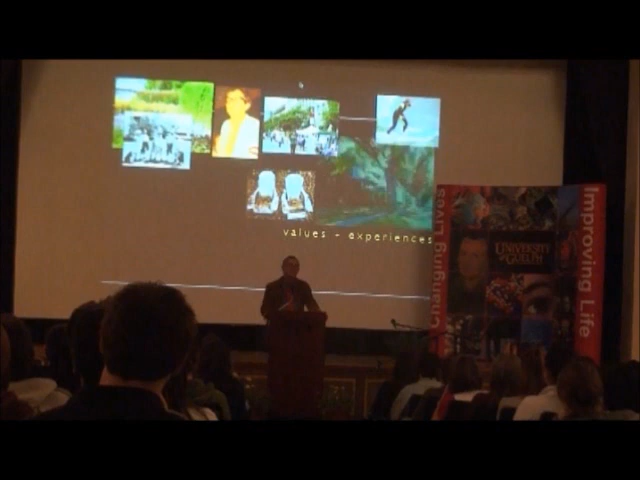 values - experiences
Changing Lives
UNIVERSITY
OF GUELPH
Improving Life